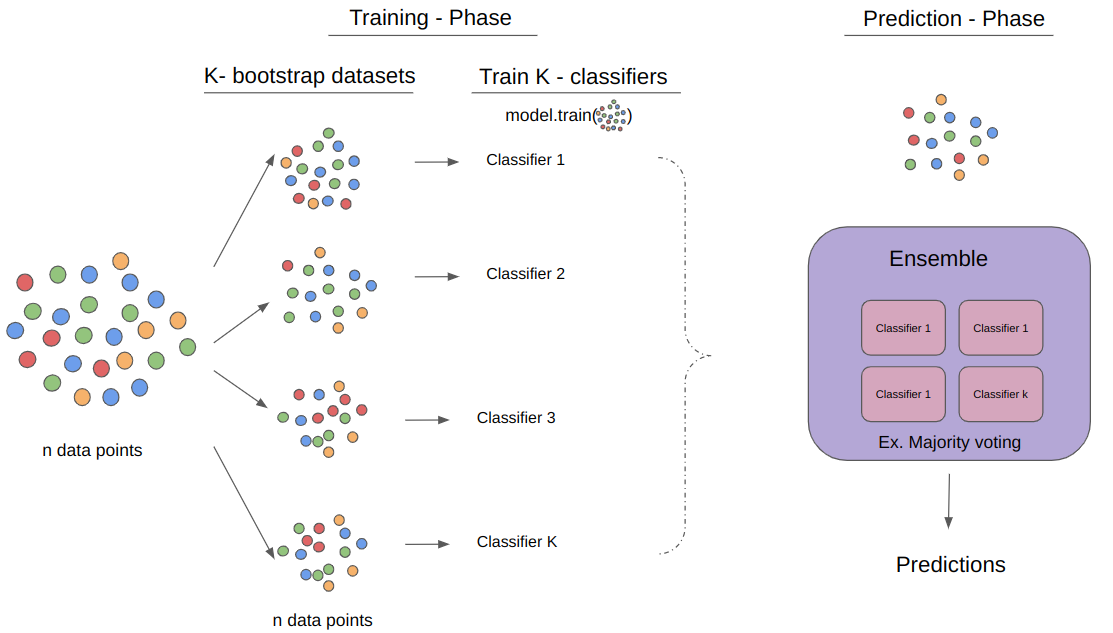 Training - Phase
Prediction - Phase
K- bootstrap datasets
Train K - classifiers
model.train( )
Classifier 1
Classifier 2
Classifier 3
Classifier K
n data points
n data points
Ensemble
Classifier 1
Classifier 1
Classifier 1
Classifier k
Ex. Majority voting
Predictions